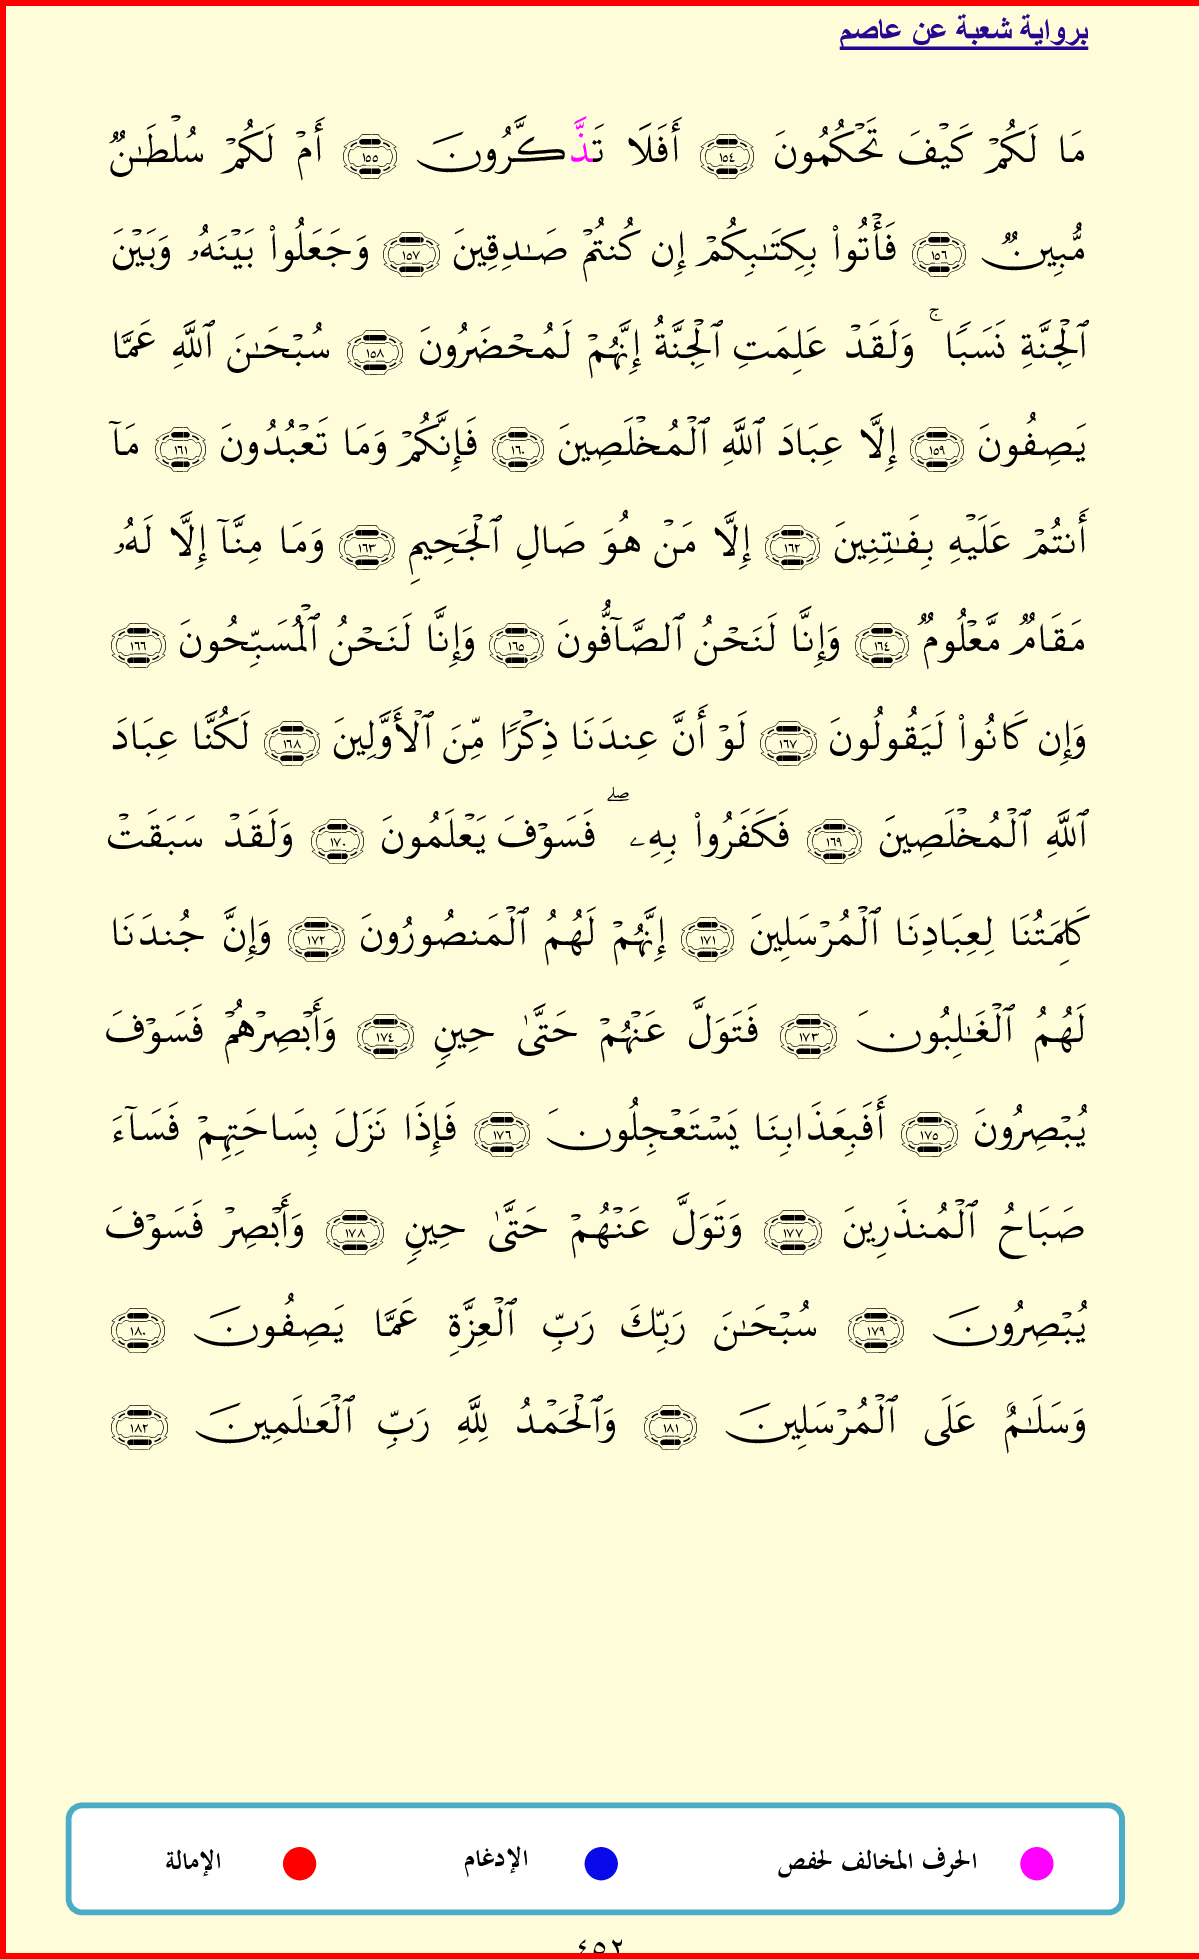 برواية شعبة عن عاصم
مَا لَكُمْ كَيْفَ تَحْكُمُونَ ١٥٤ أَفَلَا تَذَّكَّرُونَ ١٥٥ أَمْ لَكُمْ سُلْطَـٰنٌ
مُّبِينٌ ١٥٦ فَأْتُوا۟ بِكِتَـٰبِكُمْ إِن كُنتُمْ صَـٰدِقِينَ ١٥٧ وَجَعَلُوا۟ بَيْنَهُۥ وَبَيْنَ
ٱلْجِنَّةِ نَسَبًا ۚ وَلَقَدْ عَلِمَتِ ٱلْجِنَّةُ إِنَّهُمْ لَمُحْضَرُونَ ١٥٨ سُبْحَـٰنَ ٱللَّهِ عَمَّا
يَصِفُونَ ١٥٩ إِلَّا عِبَادَ ٱللَّهِ ٱلْمُخْلَصِينَ ١٦٠ فَإِنَّكُمْ وَمَا تَعْبُدُونَ ١٦١ مَآ
أَنتُمْ عَلَيْهِ بِفَـٰتِنِينَ ١٦٢ إِلَّا مَنْ هُوَ صَالِ ٱلْجَحِيمِ ١٦٣ وَمَا مِنَّآ إِلَّا لَهُۥ
مَقَامٌ مَّعْلُومٌ ١٦٤ وَإِنَّا لَنَحْنُ ٱلصَّآفُّونَ ١٦٥ وَإِنَّا لَنَحْنُ ٱلْمُسَبِّحُونَ ١٦٦
وَإِن كَانُوا۟ لَيَقُولُونَ ١٦٧ لَوْ أَنَّ عِندَنَا ذِكْرًا مِّنَ ٱلْأَوَّلِينَ ١٦٨ لَكُنَّا عِبَادَ
ٱللَّهِ ٱلْمُخْلَصِينَ ١٦٩ فَكَفَرُوا۟ بِهِۦ ۖ فَسَوْفَ يَعْلَمُونَ ١٧٠ وَلَقَدْ سَبَقَتْ
كَلِمَتُنَا لِعِبَادِنَا ٱلْمُرْسَلِينَ ١٧١ إِنَّهُمْ لَهُمُ ٱلْمَنصُورُونَ ١٧٢ وَإِنَّ جُندَنَا
لَهُمُ ٱلْغَـٰلِبُونَ ١٧٣ فَتَوَلَّ عَنْهُمْ حَتَّىٰ حِينٍ ١٧٤ وَأَبْصِرْهُمْ فَسَوْفَ
يُبْصِرُونَ ١٧٥ أَفَبِعَذَابِنَا يَسْتَعْجِلُونَ ١٧٦ فَإِذَا نَزَلَ بِسَاحَتِهِمْ فَسَآءَ
صَبَاحُ ٱلْمُنذَرِينَ ١٧٧ وَتَوَلَّ عَنْهُمْ حَتَّىٰ حِينٍ ١٧٨ وَأَبْصِرْ فَسَوْفَ
يُبْصِرُونَ ١٧٩ سُبْحَـٰنَ رَبِّكَ رَبِّ ٱلْعِزَّةِ عَمَّا يَصِفُونَ ١٨٠
وَسَلَـٰمٌ عَلَى ٱلْمُرْسَلِينَ ١٨١ وَٱلْحَمْدُ لِلَّهِ رَبِّ ٱلْعَـٰلَمِينَ ١٨٢
الحرف المخالف لحفص الإدغام الإمالة
٤٥٢